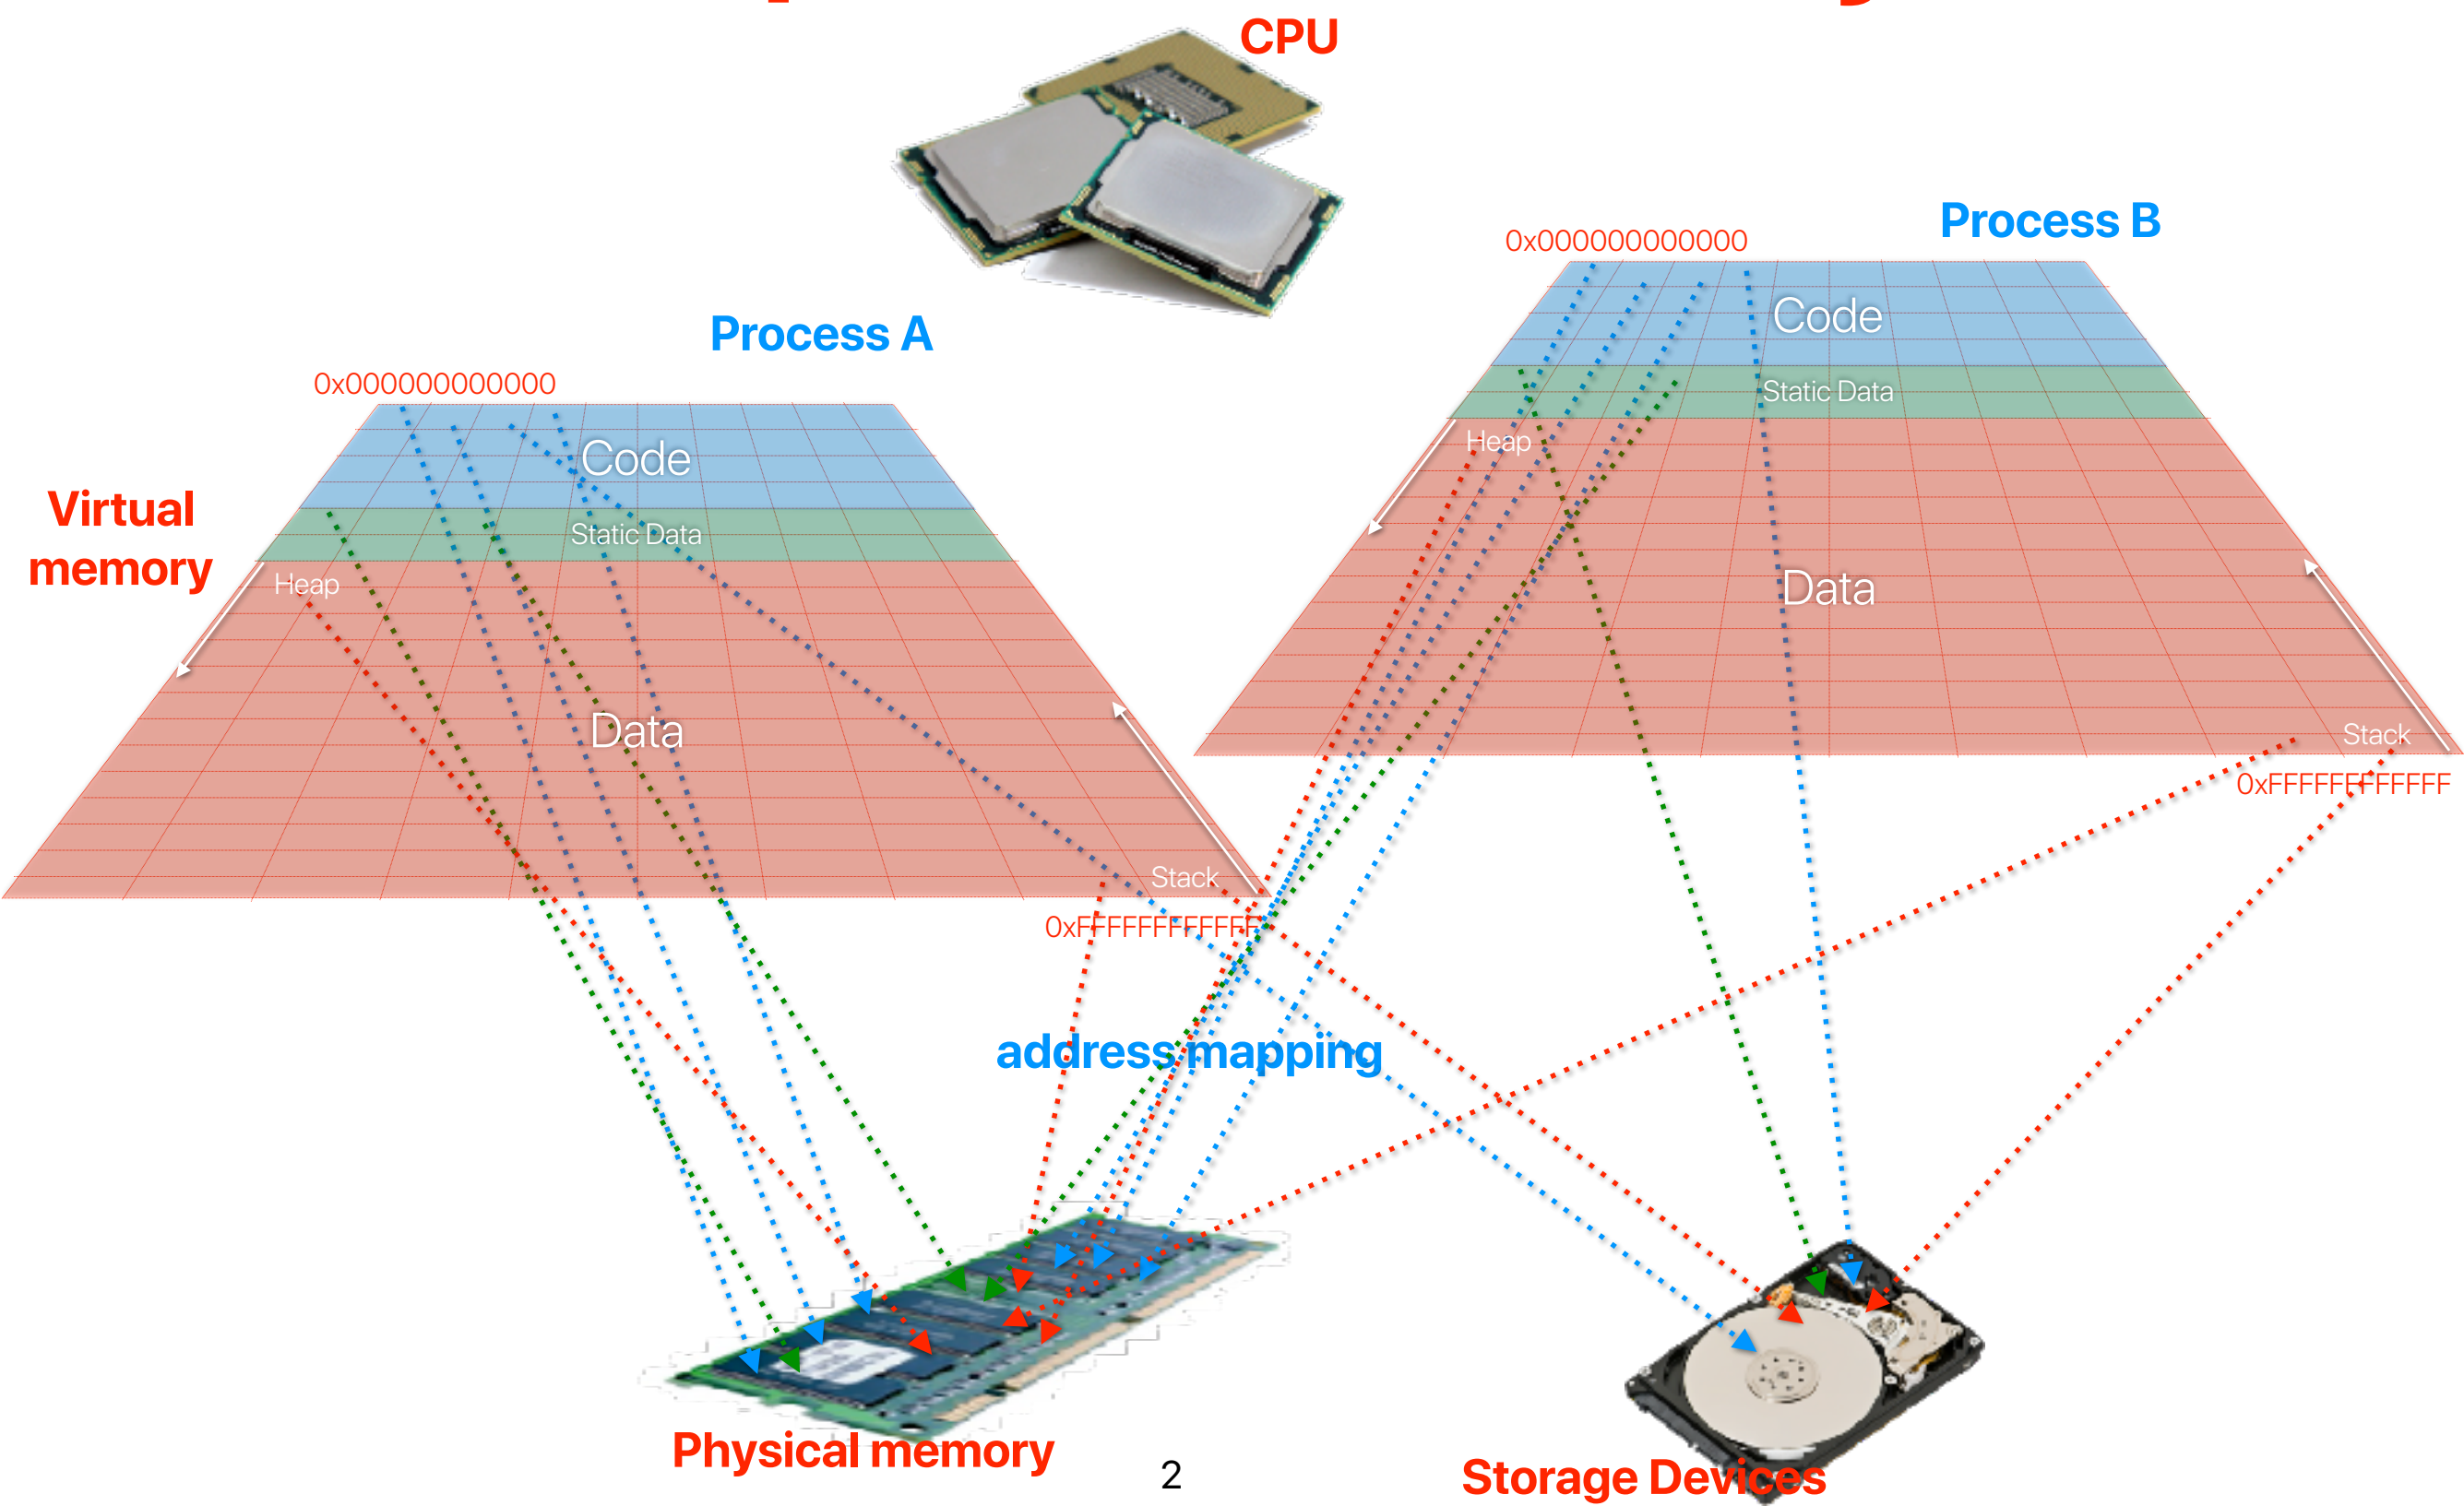 CPU
Process B
0x000000000000
Code
Static Data
Heap
Data
Stack
0xFFFFFFFFFFFF
Process A
0x000000000000
Code
Static Data
Heap
Data
Stack
0xFFFFFFFFFFFF
Virtual
memory
address mapping
Physical memory
2
Storage Devices